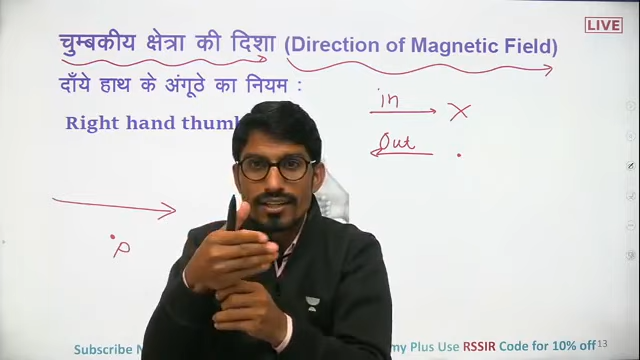 LIVE
चुम्बकीय क्षेत्रा की दिशा (Direction of Magnetic Field)
दाँये हाथ के अंगूठे का नियम :
in
X
Right hand thumb
Out
P
Subscribe
my Plus Use RSSIR Code for 10% off
13